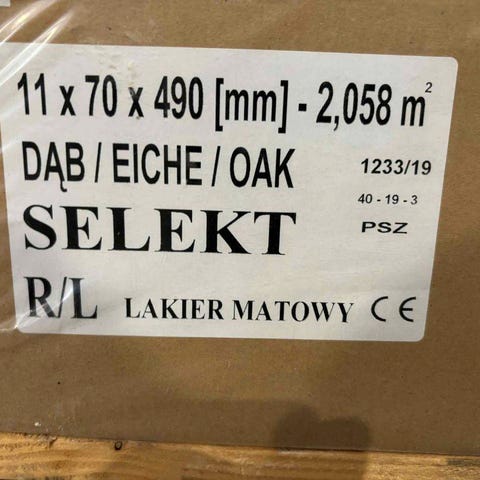 11 x 70 x 490 [mm] - 2,058 m²
DĄB / EICHE / OAK 1233/19
40 - 19 - 3
SELEKT PSZ
R/L LAKIER MATOWY CE